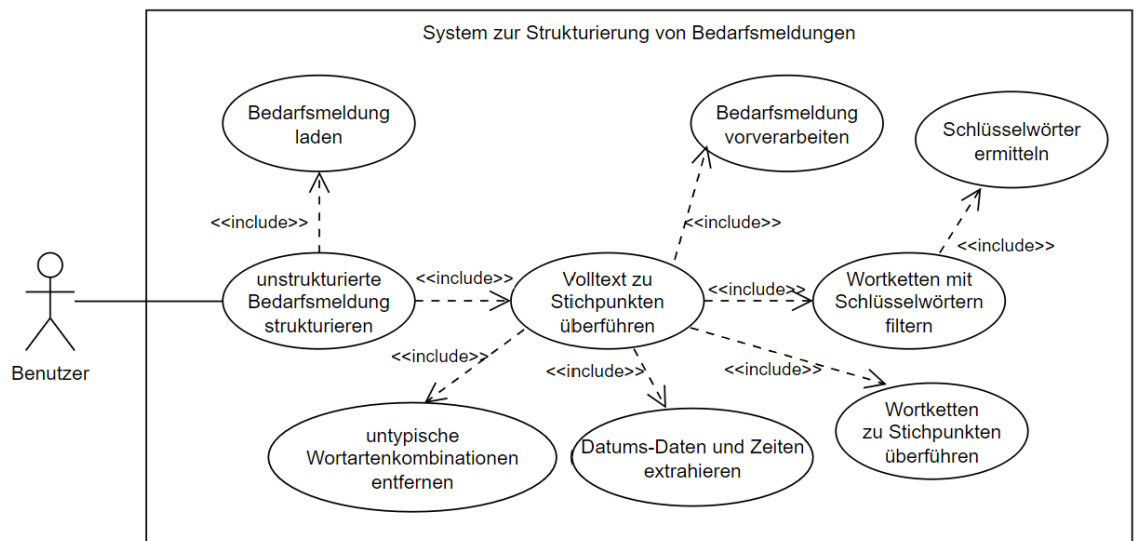 System zur Strukturierung von Bedarfsmeldungen
Bedarfsmeldung
laden
Bedarfsmeldung
vorverarbeiten
Schlüsselwörter
ermitteln
<<include>>
<<include>>
<<include>>
unstrukturierte
Bedarfsmeldung
strukturieren
<<include>>
Volltext zu
Stichpunkten
überführen
<<include>>
Wortketten mit
Schlüsselwörtern
filtern
Benutzer
<<include>>
<<include>>
<<include>>
untypische
Wortartenkombinationen
entfernen
Datums-Daten und Zeiten
extrahieren
Wortketten
zu Stichpunkten
überführen